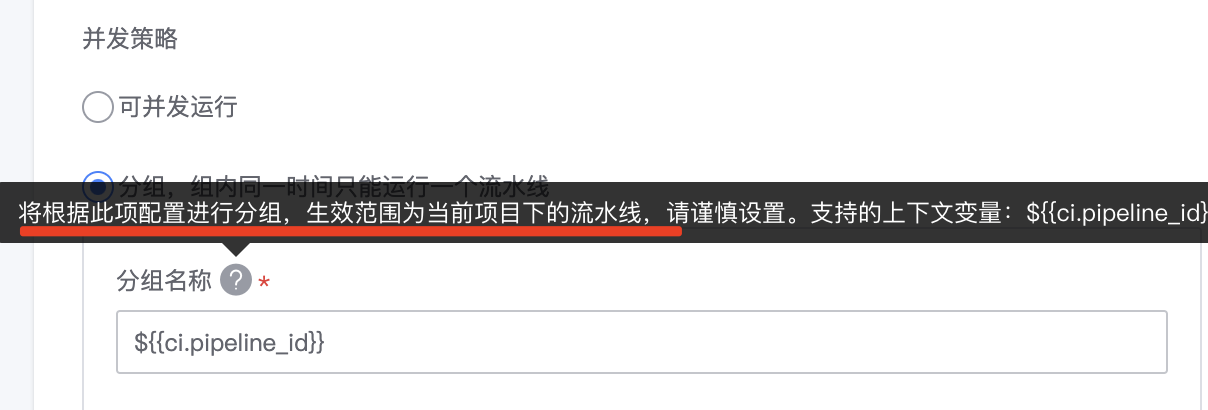 并发策略
可并发运行
分组，组内同一时间只能运行一个流水线
将根据此项配置进行分组，生效范围为当前项目下的流水线，请谨慎设置。支持的上下文变量：${{ci.pipeline_id}
分组名称 ? *
${{ci.pipeline_id}}